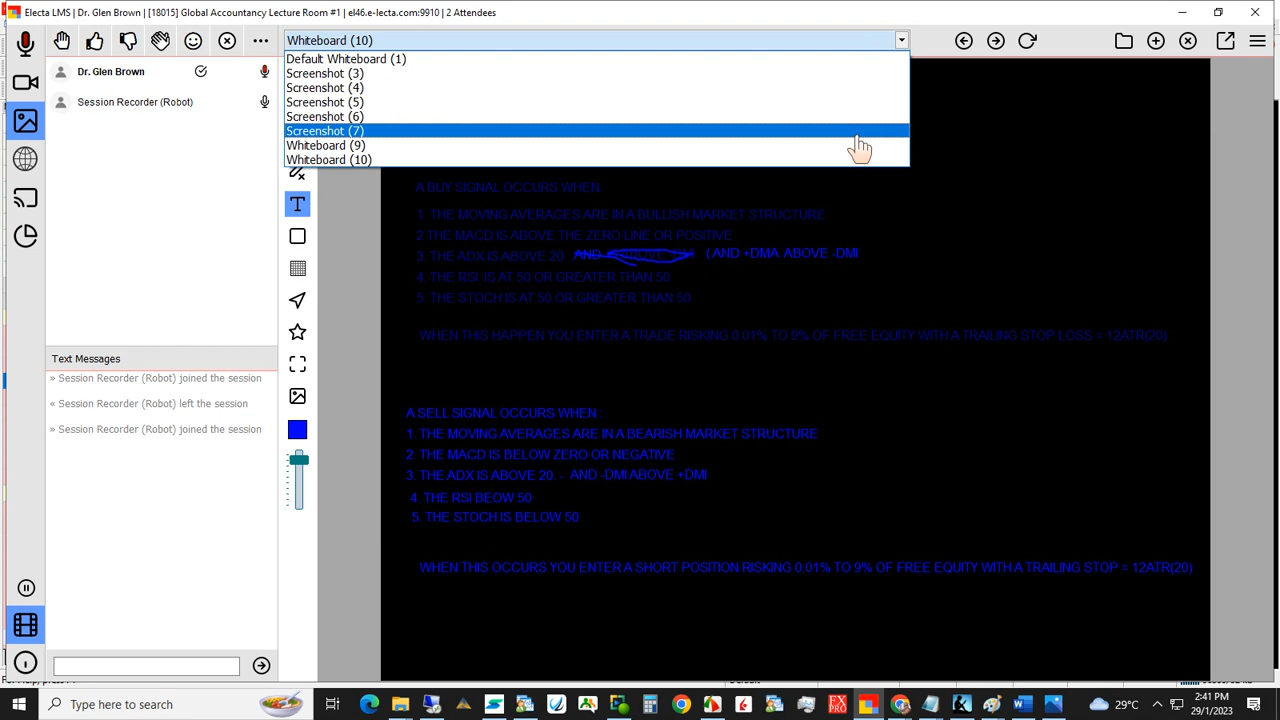 Electa LMS | Dr. Glen Brown | [18015] Global Accountancy Lecture Room #1 | el46.e-lecta.com:9910 | 2 Attendees
Whiteboard (10)
Default Whiteboard (1)
Screenshot (3)
Screenshot (4)
Screenshot (5)
Screenshot (6)
Screenshot (7)
Whiteboard (9)
Whiteboard (10)
Dr. Glen Brown
Session Recorder (Robot)
Text Messages
» Session Recorder (Robot) joined the session
« Session Recorder (Robot) left the session
» Session Recorder (Robot) joined the session
A BUY SIGNAL OCCURS WHEN
1. THE MOVING AVERAGES ARE IN A BULLISH MARKET STRUCTURE
2 THE MACD IS ABOVE THE ZERO LINE OR POSITIVE
3. THE ADX IS ABOVE 20. AND (AND +DMA ABOVE -DMI
4. THE RSI IS AT 50 OR GREATER THAN 50
5. THE STOCH IS AT 50 OR GREATER THAN 50
WHEN THIS HAPPEN YOU ENTER A TRADE RISKING 0.01% TO 9% OF FREE EQUITY WITH A TRAILING STOP LOSS = 12ATR(20)
A SELL SIGNAL OCCURS WHEN :
1. THE MOVING AVERAGES ARE IN A BEARISH MARKET STRUCTURE
2. THE MACD IS BELOW ZERO OR NEGATIVE
3. THE ADX IS ABOVE 20. . AND -DMI ABOVE +DMI
4. THE RSI BEOW 50
5. THE STOCH IS BELOW 50
WHEN THIS OCCURS YOU ENTER A SHORT POSITION RISKING 0.01% TO 9% OF FREE EQUITY WITH A TRAILING STOP = 12ATR(20)
Type here to search
FX
PRO
29°C
2:41 PM
29/1/2023